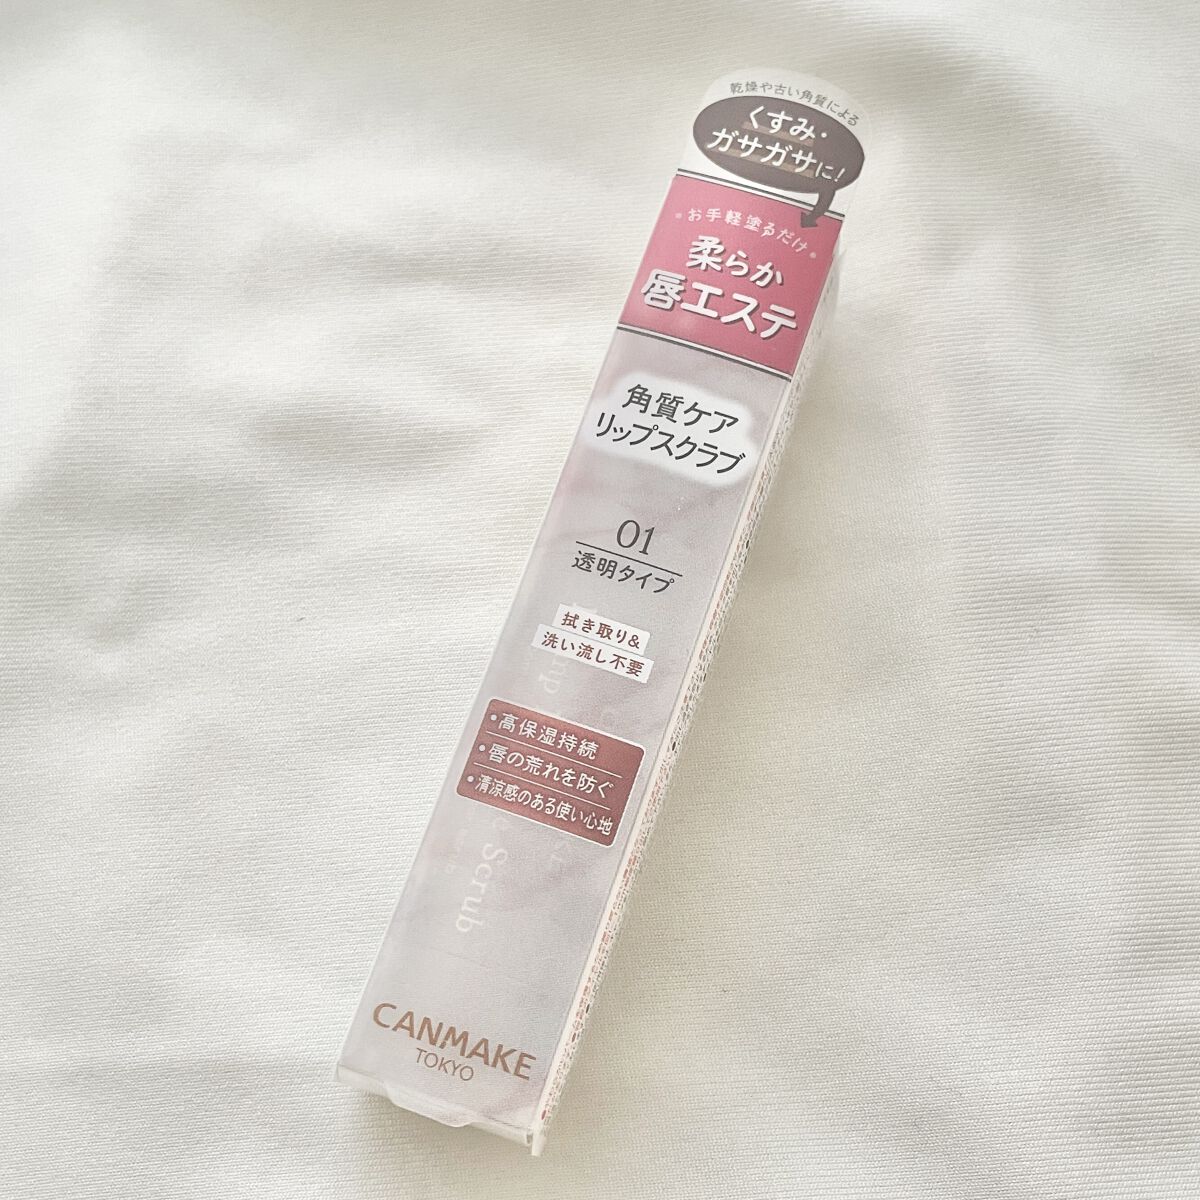 乾燥や古い角質による
くすみ・
ガサガサに!
お手軽塗るだけ
柔らか
唇エステ
角質ケア
リップスクラブ
01
透明タイプ
拭き取り&
洗い流し不要
•高保湿持続
•唇の荒れを防ぐ
•清涼感のある使い心地
Scrub
CANMAKE
TOKYO